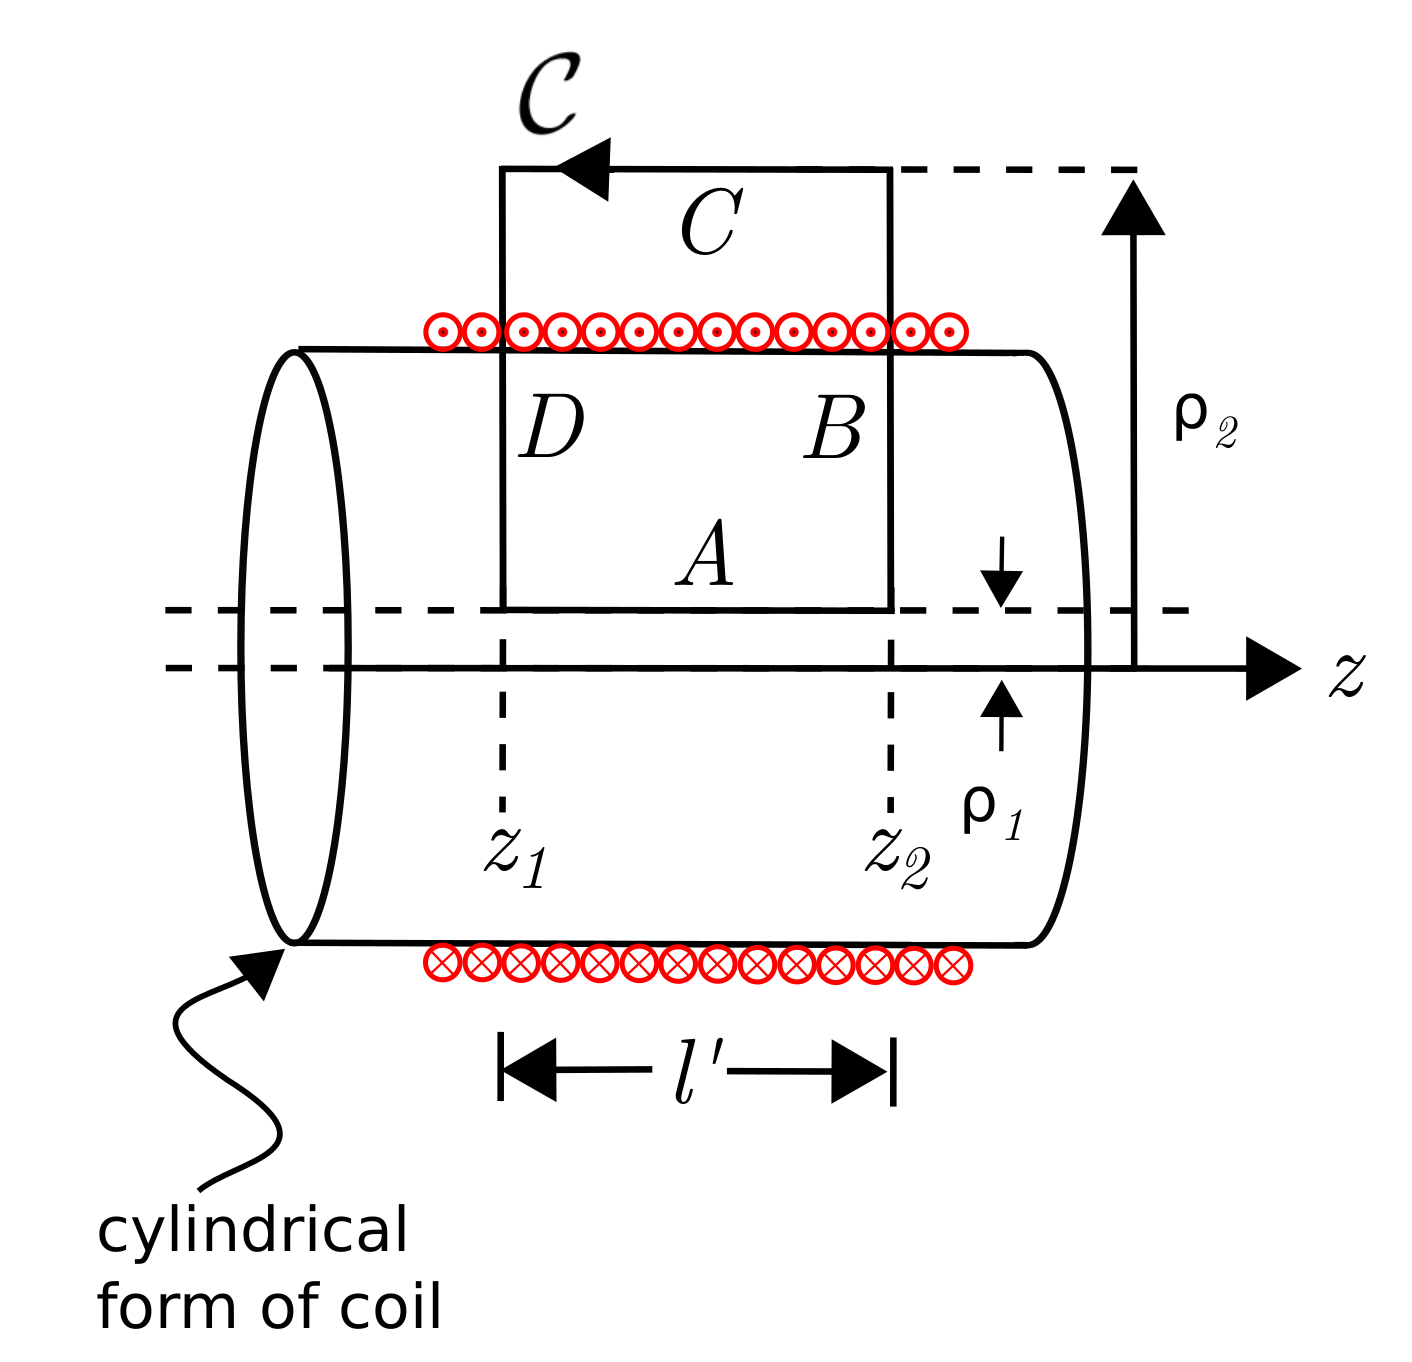 𝒞
C
D
B
A
ρ₂
z
ρ₁
z₁
z₂
l'
cylindrical
form of coil